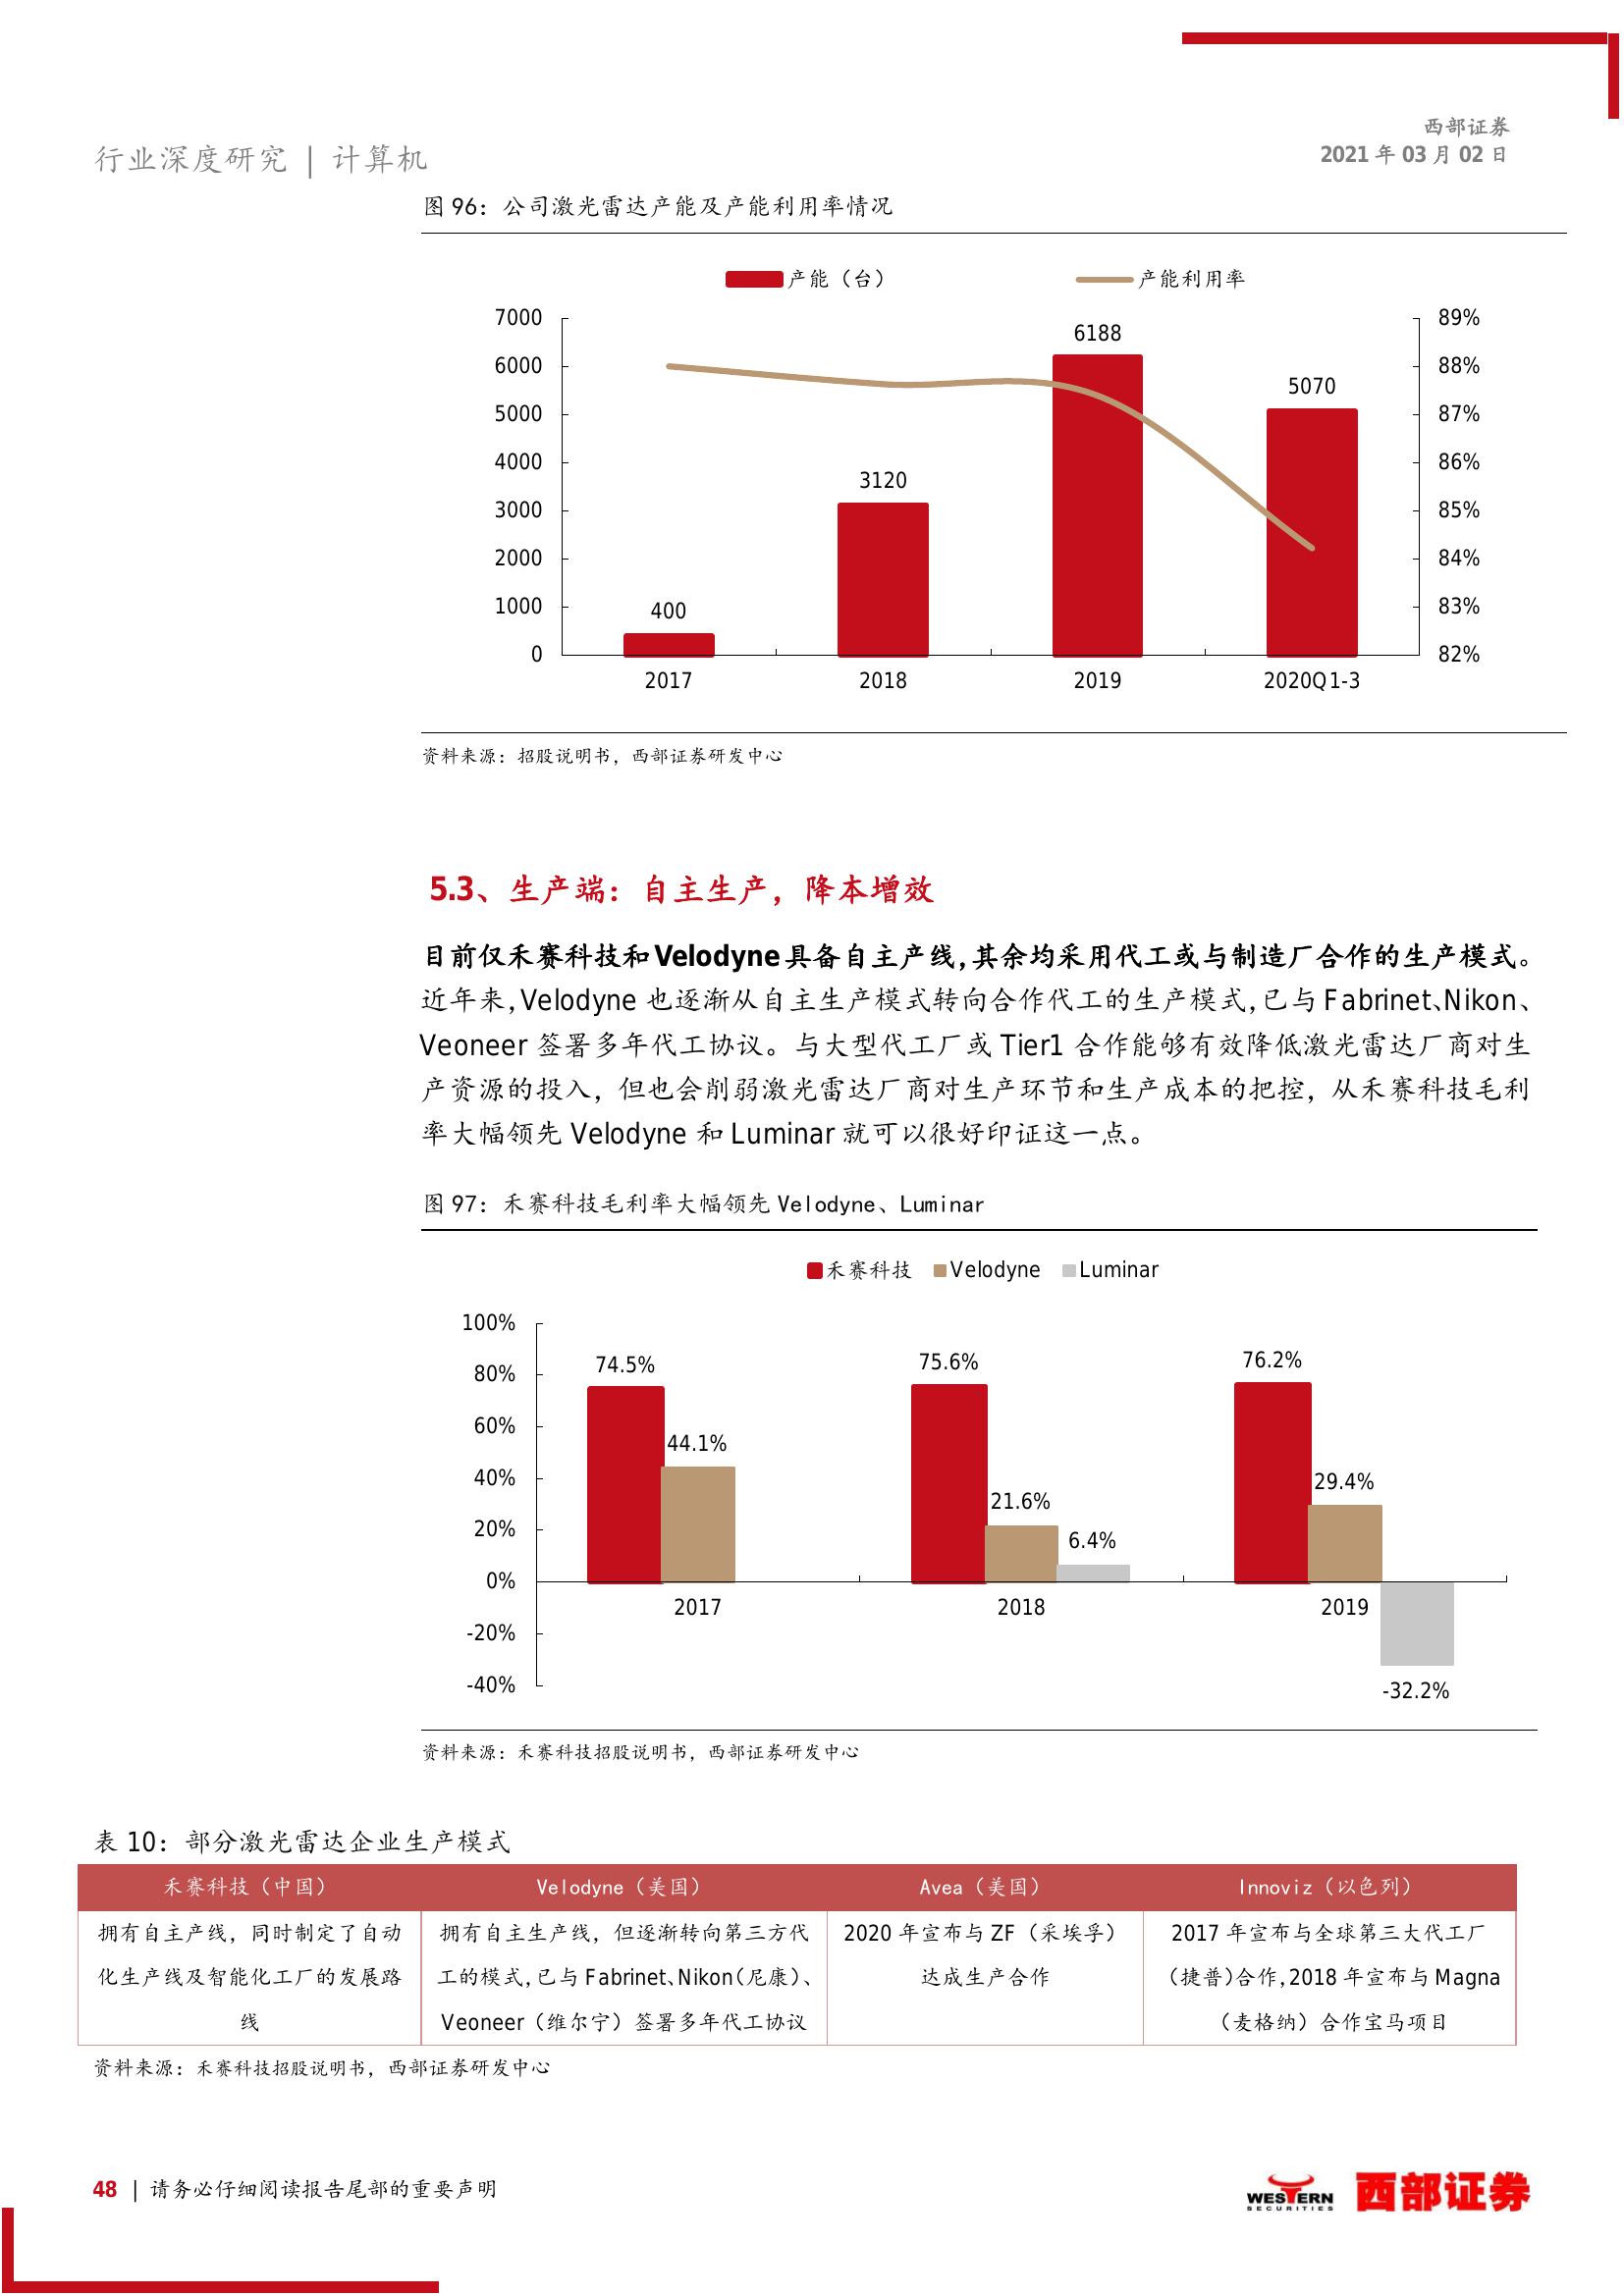 西部证券
2021 年 03 月 02 日
行业深度研究 | 计算机
图 96：公司激光雷达产能及产能利用率情况
产能（台） 产能利用率
7000 89%
6188
6000 88%
5070
5000 87%
4000 86%
3120
3000 85%
2000 84%
1000 83%
400
0 82%
2017 2018 2019 2020Q1-3
资料来源：招股说明书，西部证券研发中心
5.3、生产端：自主生产，降本增效
目前仅禾赛科技和 Velodyne 具备自主产线，其余均采用代工或与制造厂合作的生产模式。
近年来，Velodyne 也逐渐从自主生产模式转向合作代工的生产模式，已与 Fabrinet、Nikon、
Veoneer 签署多年代工协议。与大型代工厂或 Tier1 合作能够有效降低激光雷达厂商对生
产资源的投入，但也会削弱激光雷达厂商对生产环节和生产成本的把控，从禾赛科技毛利
率大幅领先 Velodyne 和 Luminar 就可以很好印证这一点。
图 97：禾赛科技毛利率大幅领先 Velodyne、Luminar
禾赛科技 Velodyne Luminar
100%
74.5% 75.6% 76.2%
80%
60%
44.1%
40%
29.4%
21.6%
20%
6.4%
0%
2017 2018 2019
-20%
-40%
-32.2%
资料来源：禾赛科技招股说明书，西部证券研发中心
表 10：部分激光雷达企业生产模式
禾赛科技（中国） Velodyne（美国） Avea（美国） Innoviz（以色列）
拥有自主产线，同时制定了自动 拥有自主生产线，但逐渐转向第三方代 2020 年宣布与 ZF（采埃孚） 2017 年宣布与全球第三大代工厂
化生产线及智能化工厂的发展路 工的模式，已与 Fabrinet、Nikon（尼康）、 达成生产合作 （捷普）合作，2018 年宣布与 Magna
线 Veoneer（维尔宁）签署多年代工协议 （麦格纳）合作宝马项目
资料来源：禾赛科技招股说明书，西部证券研发中心
48 | 请务必仔细阅读报告尾部的重要声明
WESTERN
SECURITIES
西部证券